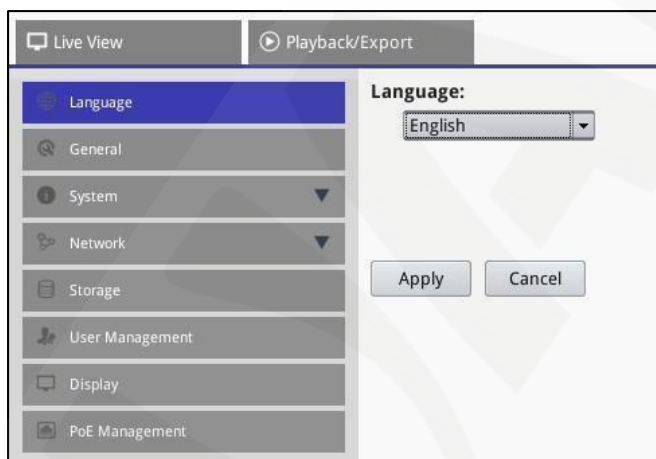 Live View
Playback/Export
Language
General
System
Network
Storage
User Management
Display
PoE Management
Language:
English
Apply
Cancel